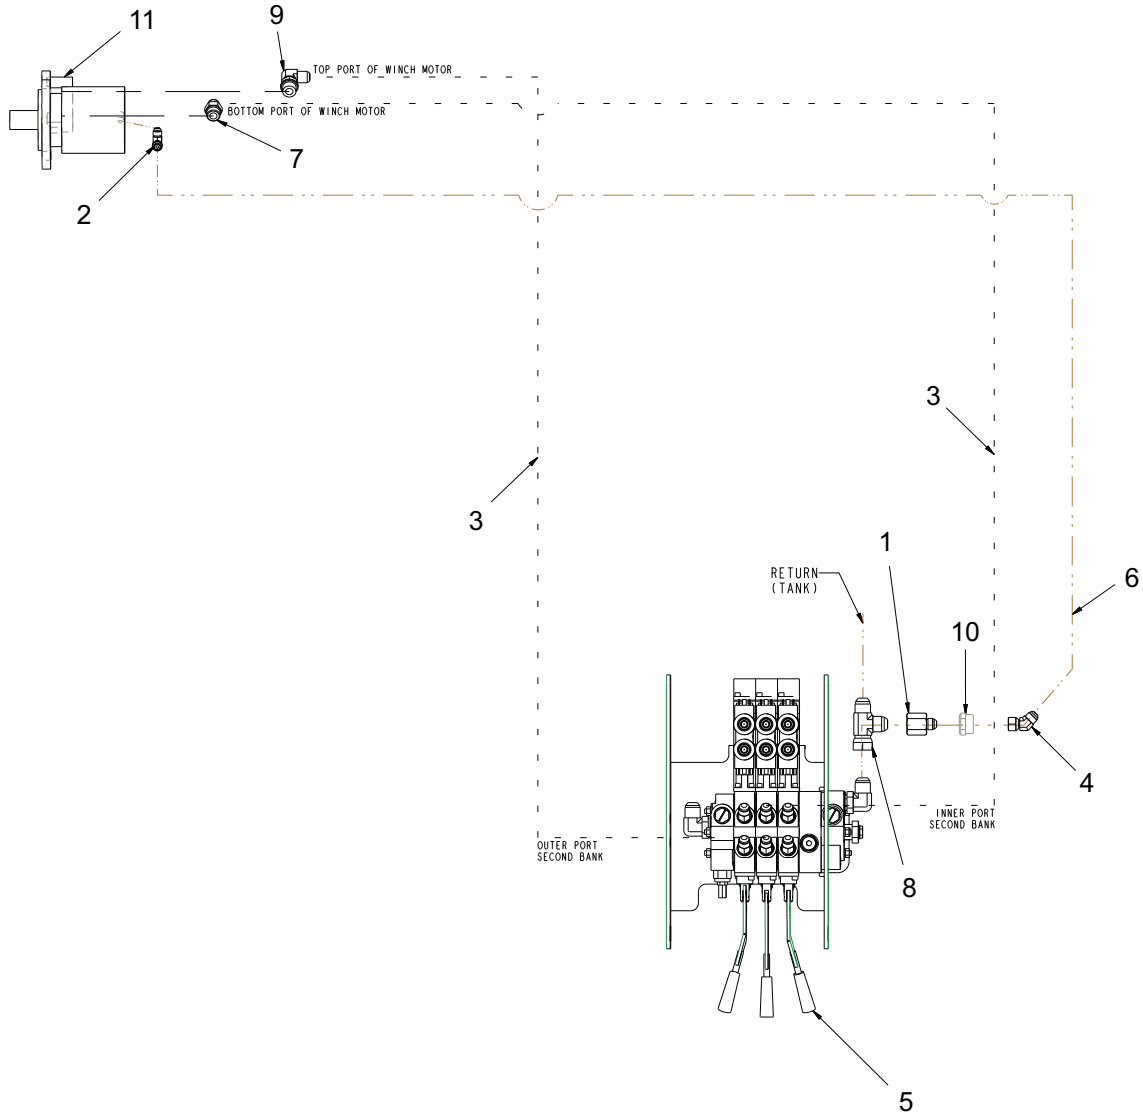 11
9
TOP PORT OF WINCH MOTOR
BOTTOM PORT OF WINCH MOTOR
7
2
3
3
1
RETURN
(TANK)
6
10
4
INNER PORT
SECOND BANK
OUTER PORT
SECOND BANK
8
5